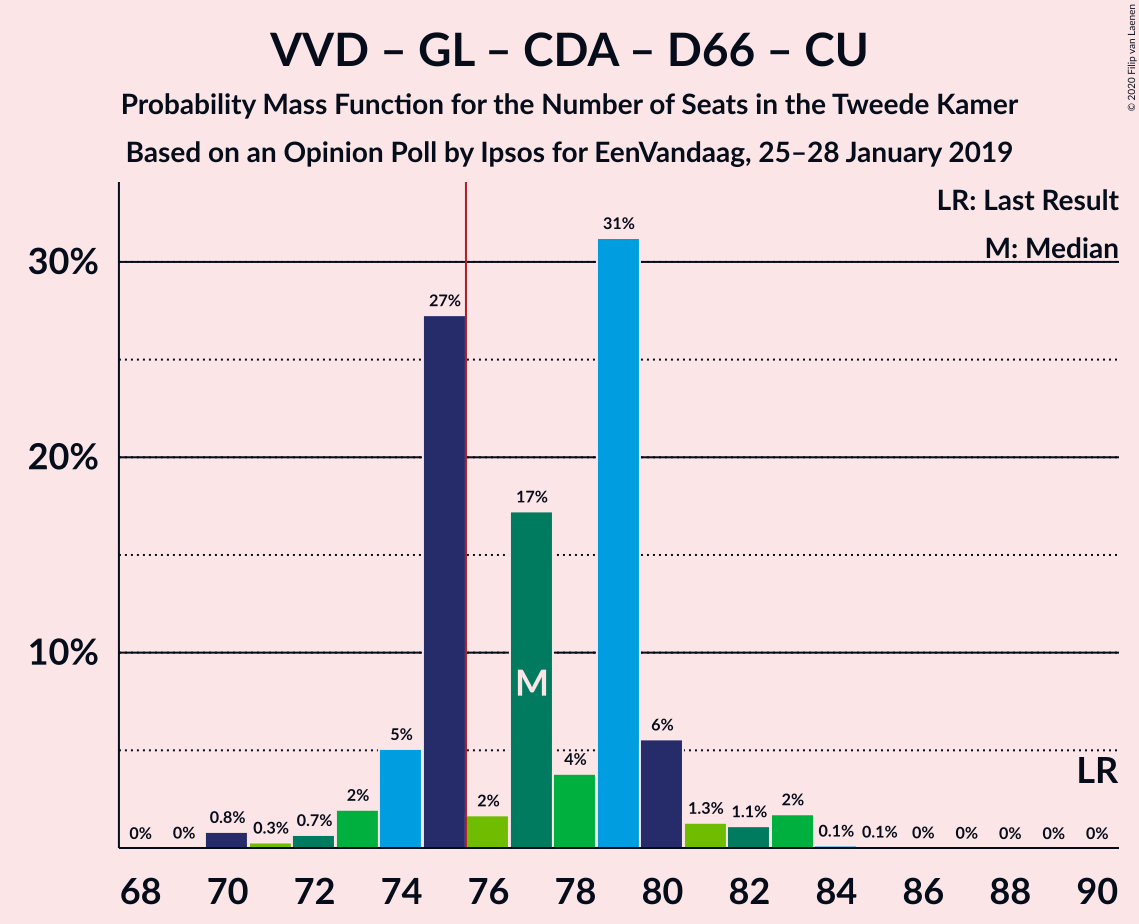 VVD – GL – CDA – D66 – CU
Probability Mass Function for the Number of Seats in the Tweede Kamer
Based on an Opinion Poll by Ipsos for EenVandaag, 25–28 January 2019
© 2020 Filip van Laenen
LR: Last Result
M: Median
30%
20%
10%
0%
0%
0.8%
0.3%
0.7%
2%
5%
27%
2%
17%
4%
31%
6%
1.3%
1.1%
2%
0.1%
0.1%
0%
0%
0%
0%
0%
M
LR
68 70 72 74 76 78 80 82 84 86 88 90